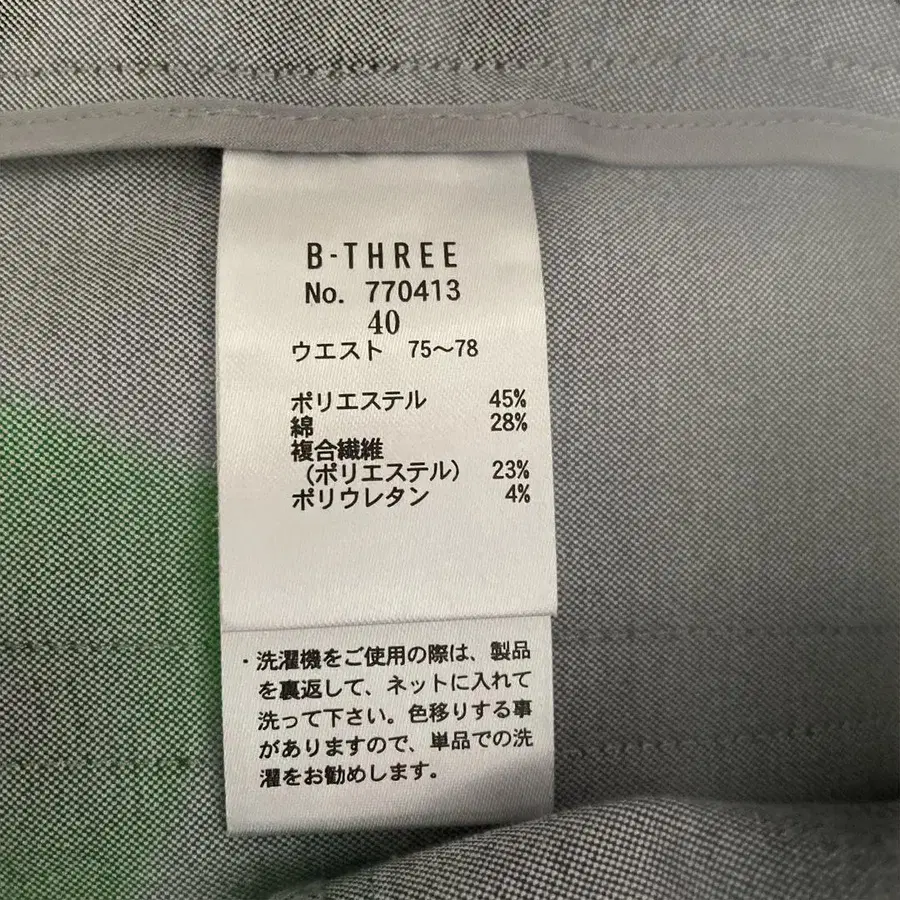 B-THREE
No. 770413
40
ウエスト 75～78
ポリエステル 45%
綿 28%
複合繊維
（ポリエステル） 23%
ポリウレタン 4%
・洗濯機をご使用の際は、製品
を裏返して、ネットに入れて
洗って下さい。色移りする事
がありますので、単品での洗
濯をお勧めします。